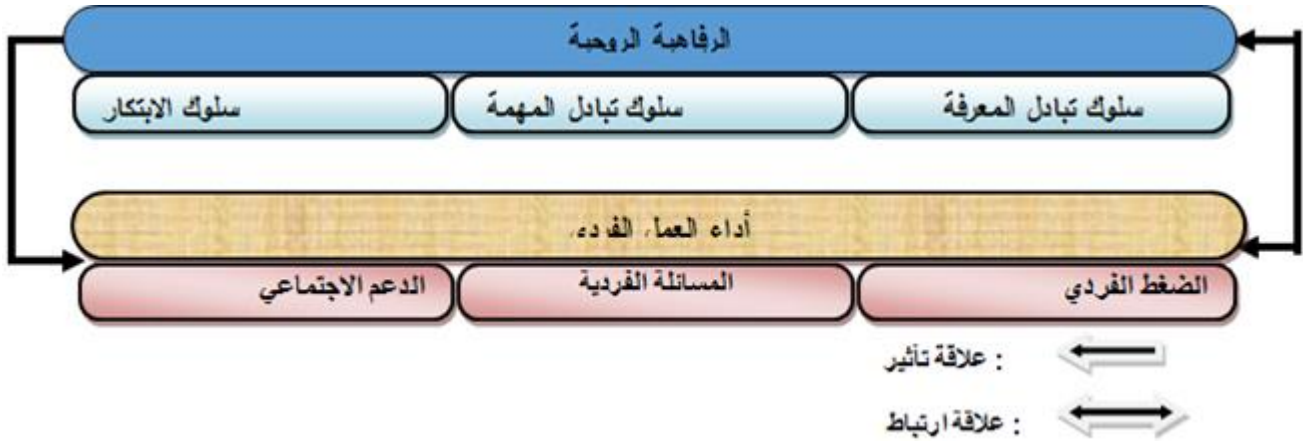 الرفاهية الروحية
سلوك تبادل المعرفة
سلوك تبادل المهمة
سلوك الابتكار
أداء العمل الفردي
الضغط الفردي
المسائلة الفردية
الدعم الاجتماعي
: علاقة تأثير
: علاقة ارتباط